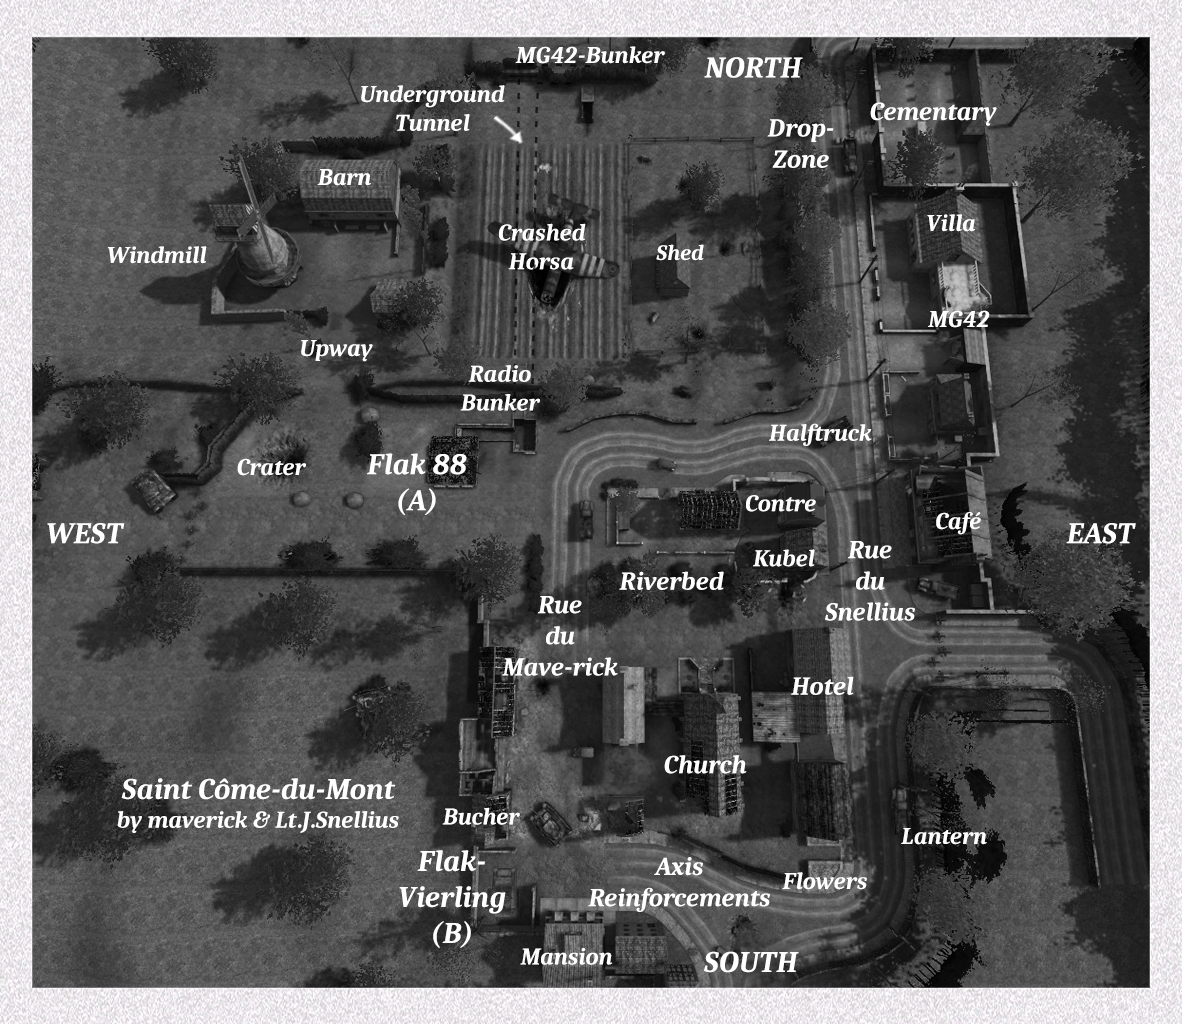 MG42-Bunker
NORTH
Underground
Tunnel
Cementary
Drop-
Zone
Barn
Villa
Windmill
Crashed
Horsa
Shed
MG42
Upway
Radio
Bunker
Halftruck
Crater
Flak 88
(A)
Contre
Café
WEST
EAST
Kubel
Riverbed
Rue
du
Snellius
Rue
du
Mave-rick
Hotel
Church
Saint Côme-du-Mont
by maverick & Lt.J.Snellius
Bucher
Lantern
Flak-
Vierling
(B)
Axis
Reinforcements
Flowers
Mansion
SOUTH